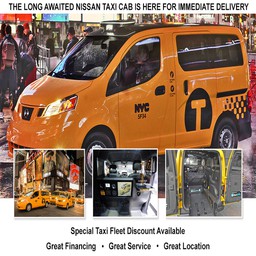 THE LONG AWAITED NISSAN TAXI CAB IS HERE FOR IMMEDIATE DELIVERY
NYC
5F34
T
Special Taxi Fleet Discount Available
Great Financing • Great Service • Great Location